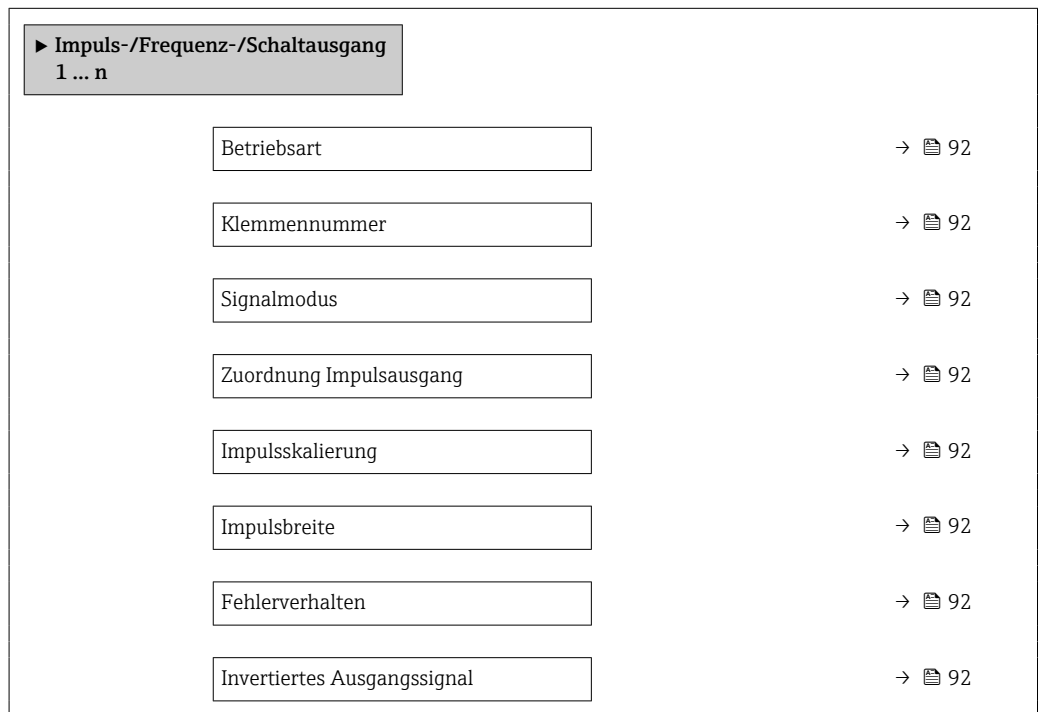 ▶ Impuls-/Frequenz-/Schaltausgang
1 ... n
Betriebsart → 92
Klemmennummer → 92
Signalmodus → 92
Zuordnung Impulsausgang → 92
Impulsskalierung → 92
Impulsbreite → 92
Fehlerverhalten → 92
Invertiertes Ausgangssignal → 92